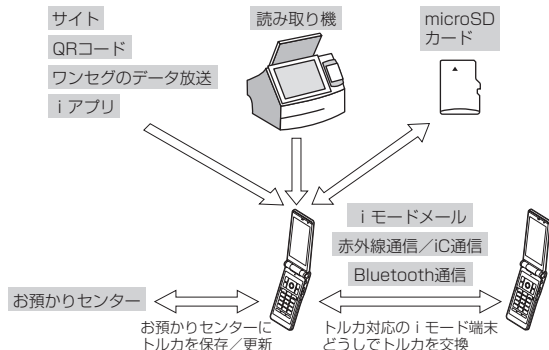 サイト
QRコード
ワンセグのデータ放送
ｉアプリ
読み取り機
microSD
カード
ｉモードメール
赤外線通信／iC通信
Bluetooth通信
お預かりセンター
お預かりセンターに
トルカを保存／更新
トルカ対応のｉモード端末
どうしでトルカを交換